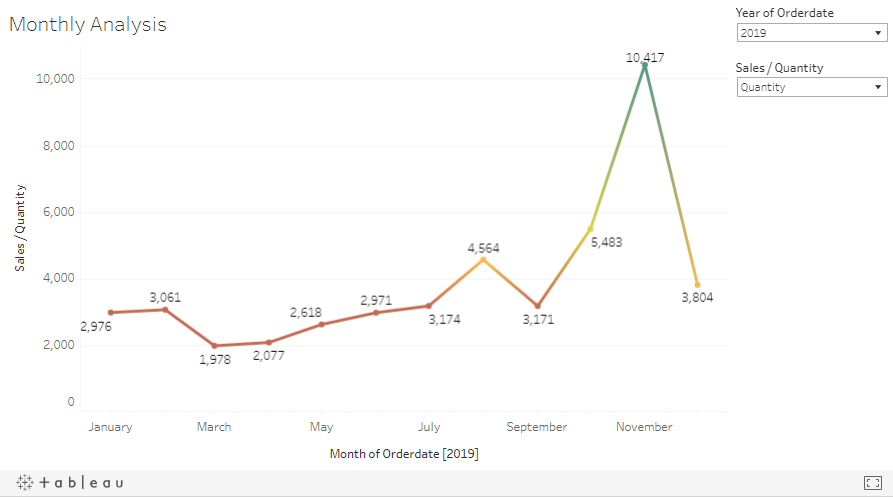 Monthly Analysis
Year of Orderdate
2019
Sales / Quantity
Quantity
10,000
8,000
6,000
4,000
2,000
0
Sales / Quantity
2,976
3,061
1,978
2,077
2,618
2,971
3,174
4,564
3,171
5,483
10,417
3,804
January
March
May
July
September
November
Month of Orderdate [2019]
+ a b | e a u